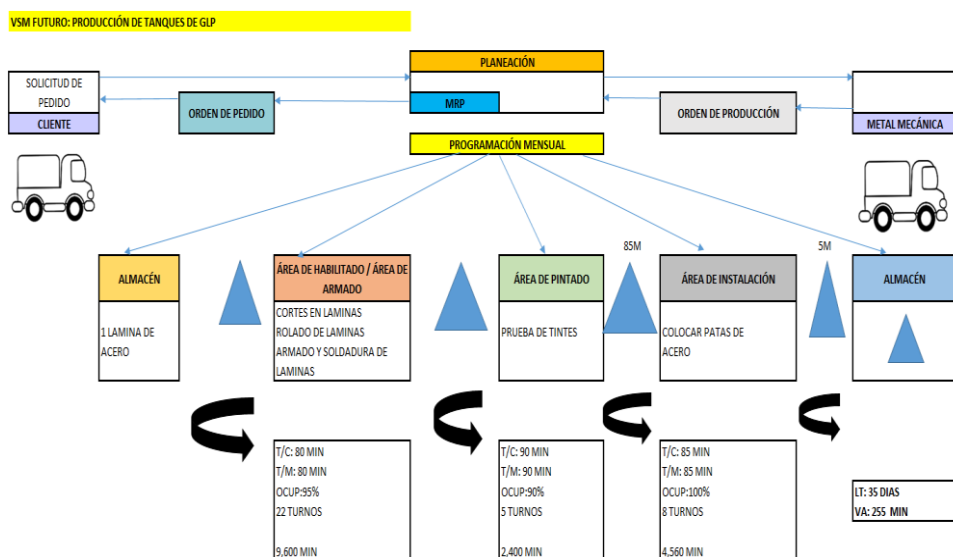 VSM FUTURO: PRODUCCIÓN DE TANQUES DE GLP
PLANEACIÓN
SOLICITUD DE
PEDIDO
CLIENTE
ORDEN DE PEDIDO
MRP
ORDEN DE PRODUCCIÓN
METAL MECÁNICA
PROGRAMACIÓN MENSUAL
85M
5M
ALMACÉN
1 LAMINA DE
ACERO
ÁREA DE HABILITADO / ÁREA DE
ARMADO
CORTES EN LAMINAS
ROLADO DE LAMINAS
ARMADO Y SOLDADURA DE
LAMINAS
ÁREA DE PINTADO
PRUEBA DE TINTES
ÁREA DE INSTALACIÓN
COLOCAR PATAS DE
ACERO
ALMACÉN
T/C: 80 MIN
T/M: 80 MIN
OCUP:95%
22 TURNOS
9,600 MIN
T/C: 90 MIN
T/M: 90 MIN
OCUP:90%
5 TURNOS
2,400 MIN
T/C: 85 MIN
T/M: 85 MIN
OCUP:100%
8 TURNOS
4,560 MIN
LT: 35 DIAS
VA: 255 MIN